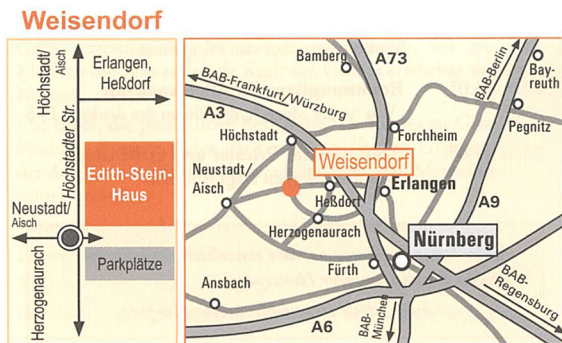 Weisendorf
Höchstadt/
Aisch
Erlangen,
Heßdorf
Höchstadter Str.
Edith-Stein-
Haus
Neustadt/
Aisch
Herzogenaurach
Parkplätze
Bamberg
A73
BAB-Berlin
Bay-
reuth
BAB-Frankfurt/Würzburg
A3
Pegnitz
Höchstadt
Forchheim
Weisendorf
Neustadt/
Aisch
Heßdorf
Erlangen
A9
Herzogenaurach
Nürnberg
Fürth
Ansbach
BAB-
Regensburg
BAB-
München
A6